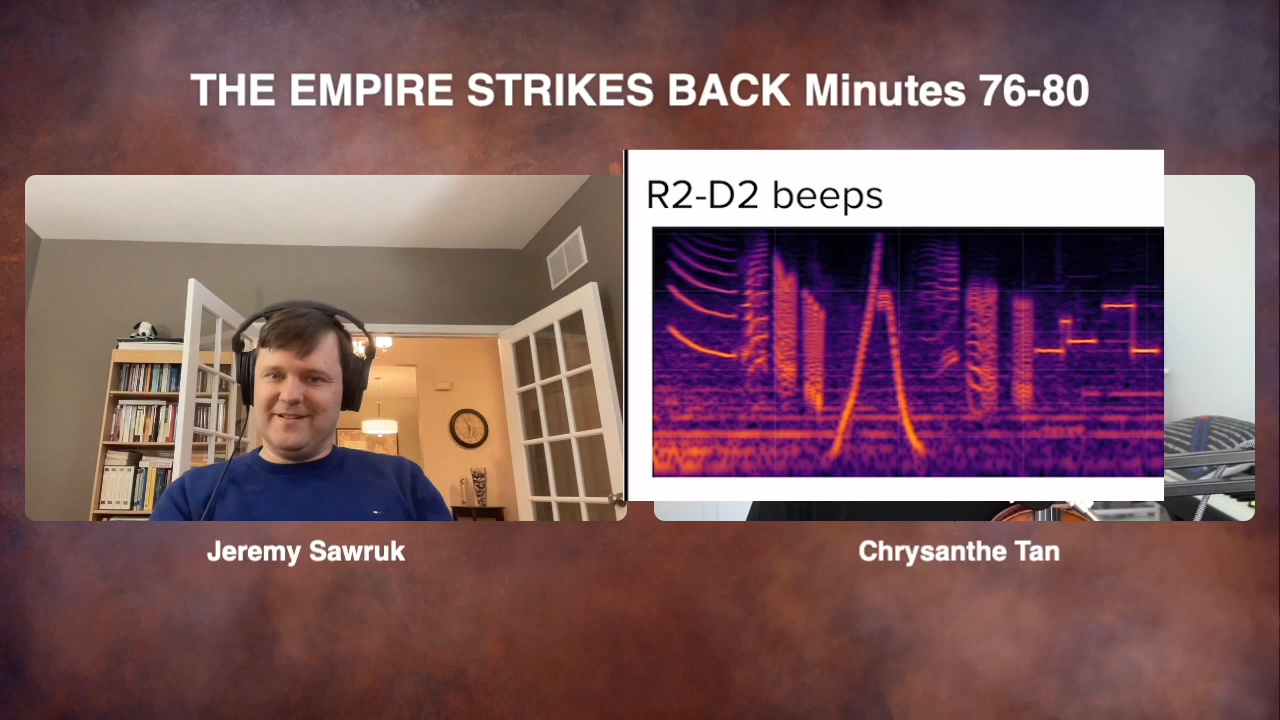 THE EMPIRE STRIKES BACK Minutes 76-80
R2-D2 beeps
Jeremy Sawruk
Chrysanthe Tan